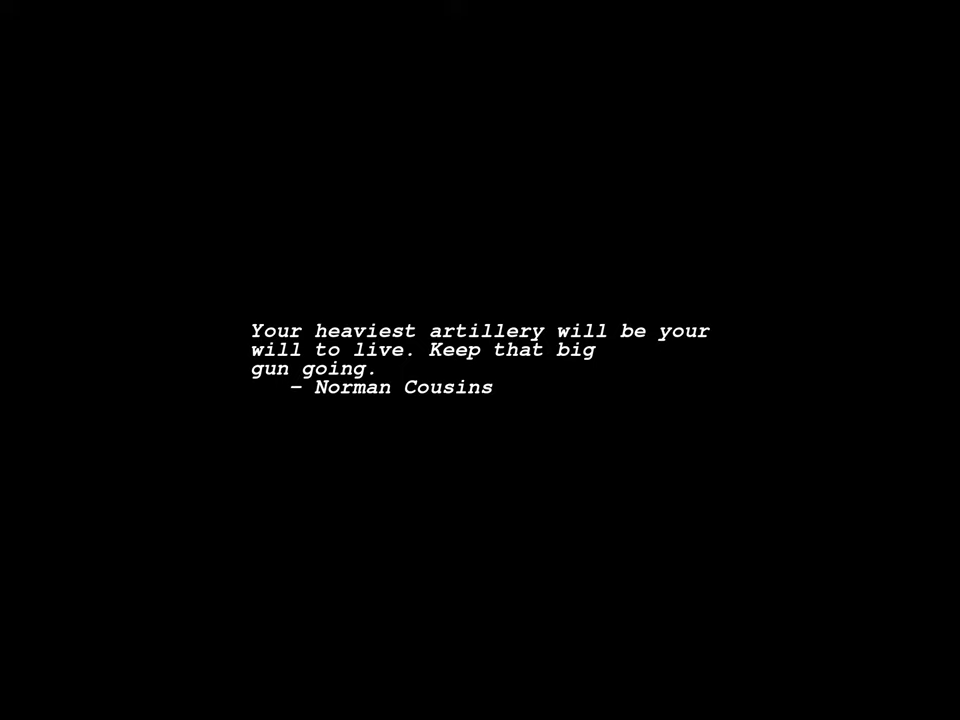 Your heaviest artillery will be your
will to live. Keep that big
gun going.
– Norman Cousins